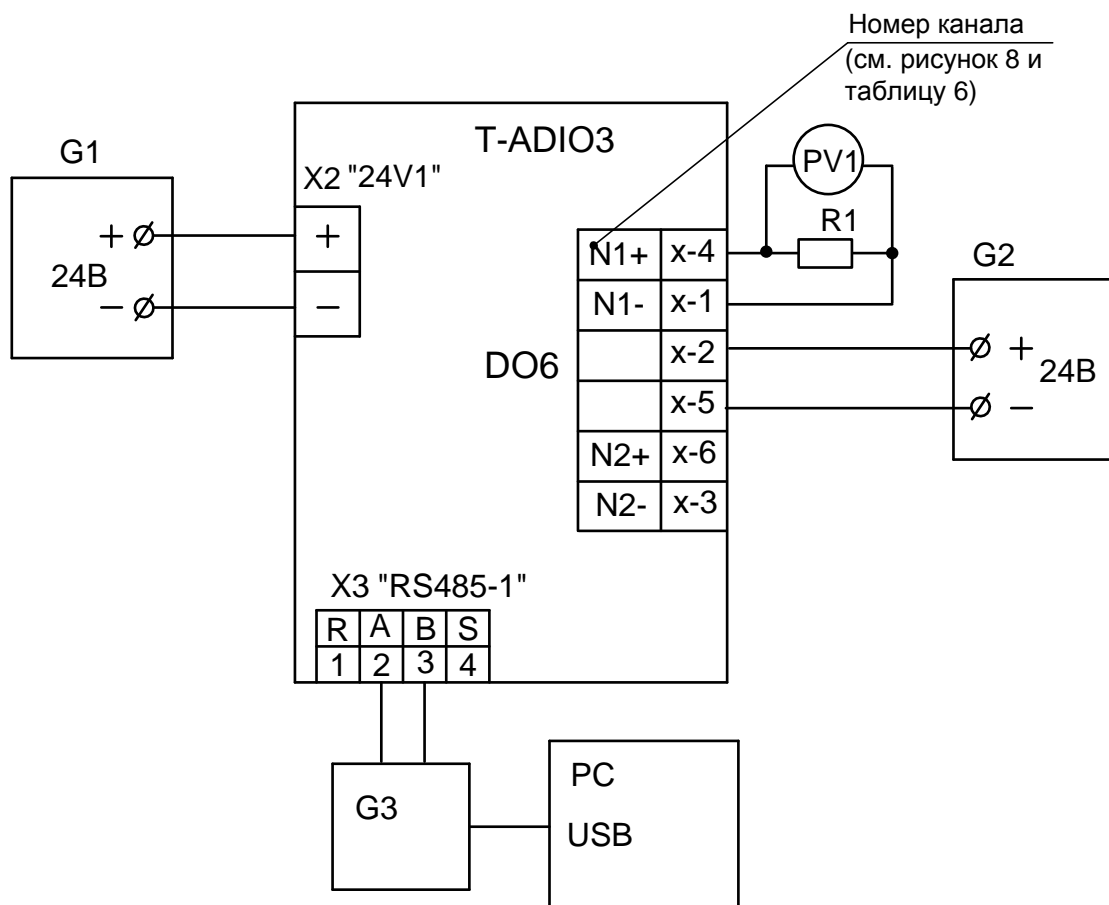 Номер канала
(см. рисунок 8 и
таблицу 6)
T-ADIO3
G1
X2 "24V1"
PV1
R1
+
24В
−
+
−
N1+ x-4
N1- x-1
x-2
x-5
N2+ x-6
N2- x-3
DO6
G2
+
24В
−
X3 "RS485-1"
R A B S
1 2 3 4
G3
PC
USB